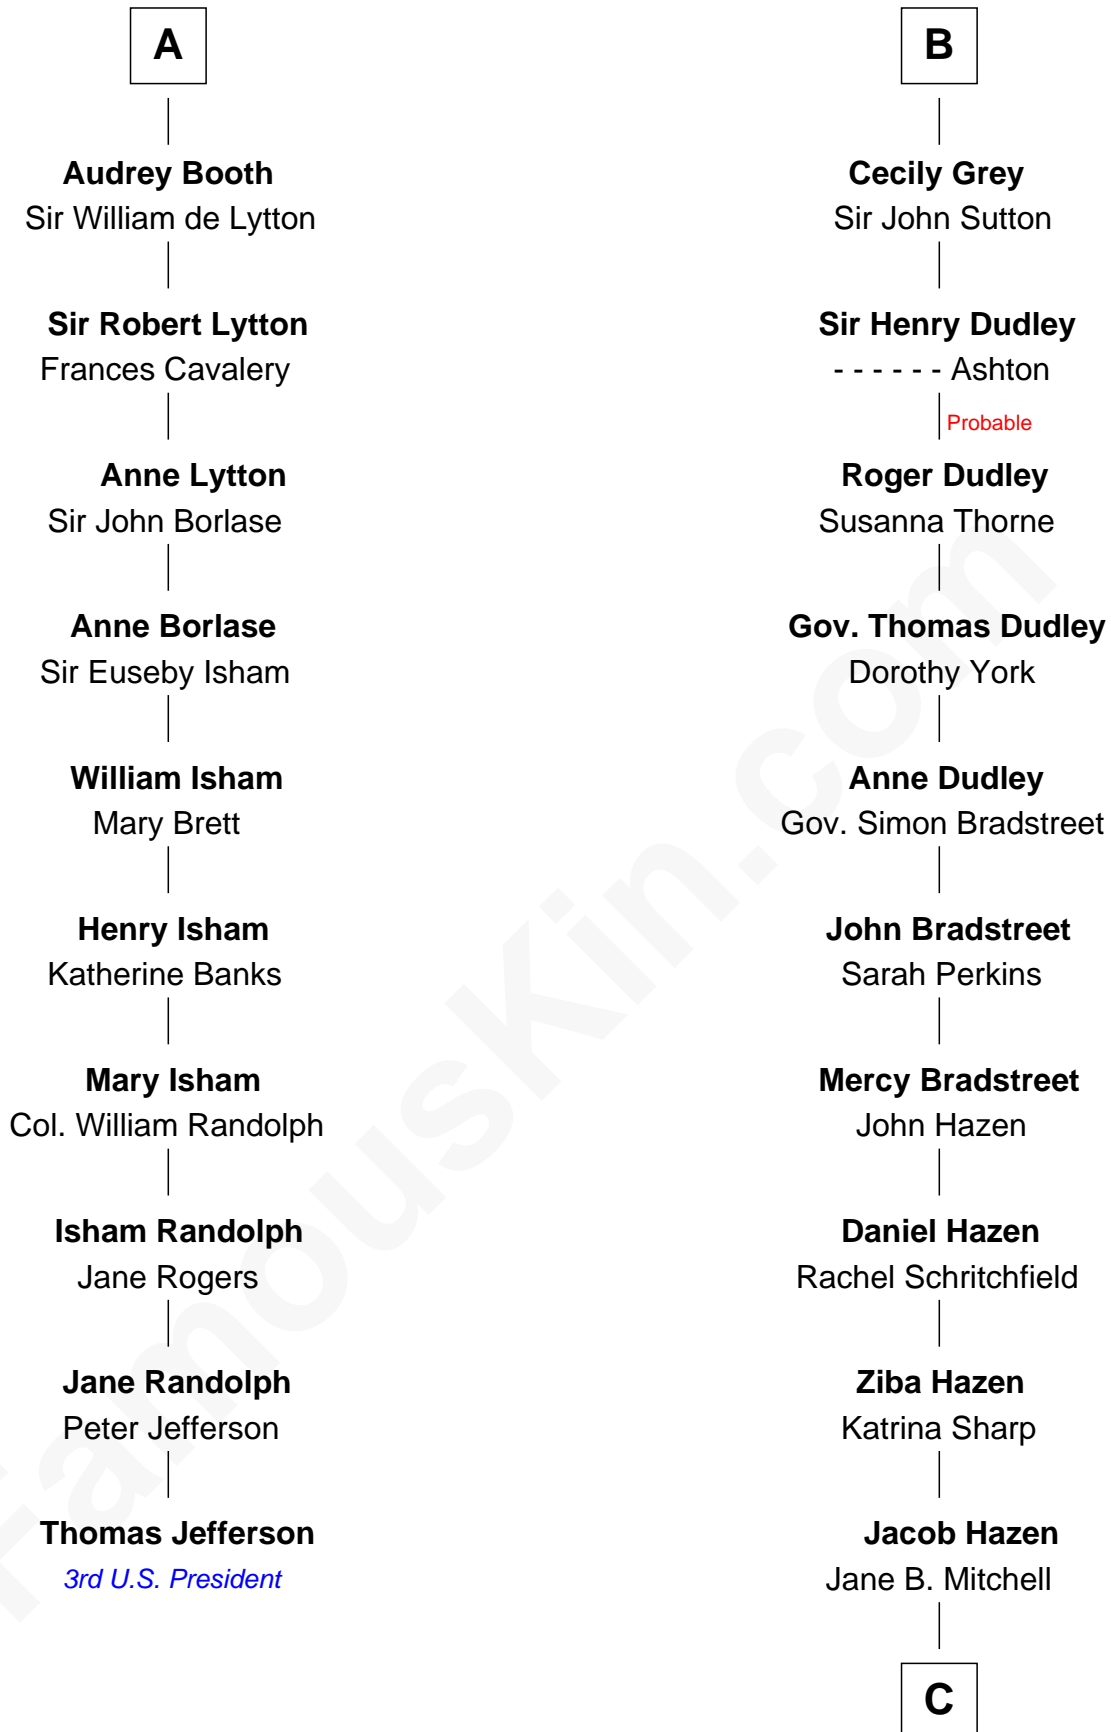 A
Audrey Booth
Sir William de Lytton
Sir Robert Lytton
Frances Cavalery
Anne Lytton
Sir John Borlase
Anne Borlase
Sir Euseby Isham
William Isham
Mary Brett
Henry Isham
Katherine Banks
Mary Isham
Col. William Randolph
Isham Randolph
Jane Rogers
Jane Randolph
Peter Jefferson
Thomas Jefferson
3rd U.S. President
B
Cecily Grey
Sir John Sutton
Sir Henry Dudley
- - - - - - Ashton
Probable
Roger Dudley
Susanna Thorne
Gov. Thomas Dudley
Dorothy York
Anne Dudley
Gov. Simon Bradstreet
John Bradstreet
Sarah Perkins
Mercy Bradstreet
John Hazen
Daniel Hazen
Rachel Schritchfield
Ziba Hazen
Katrina Sharp
Jacob Hazen
Jane B. Mitchell
C
FamousKin.com